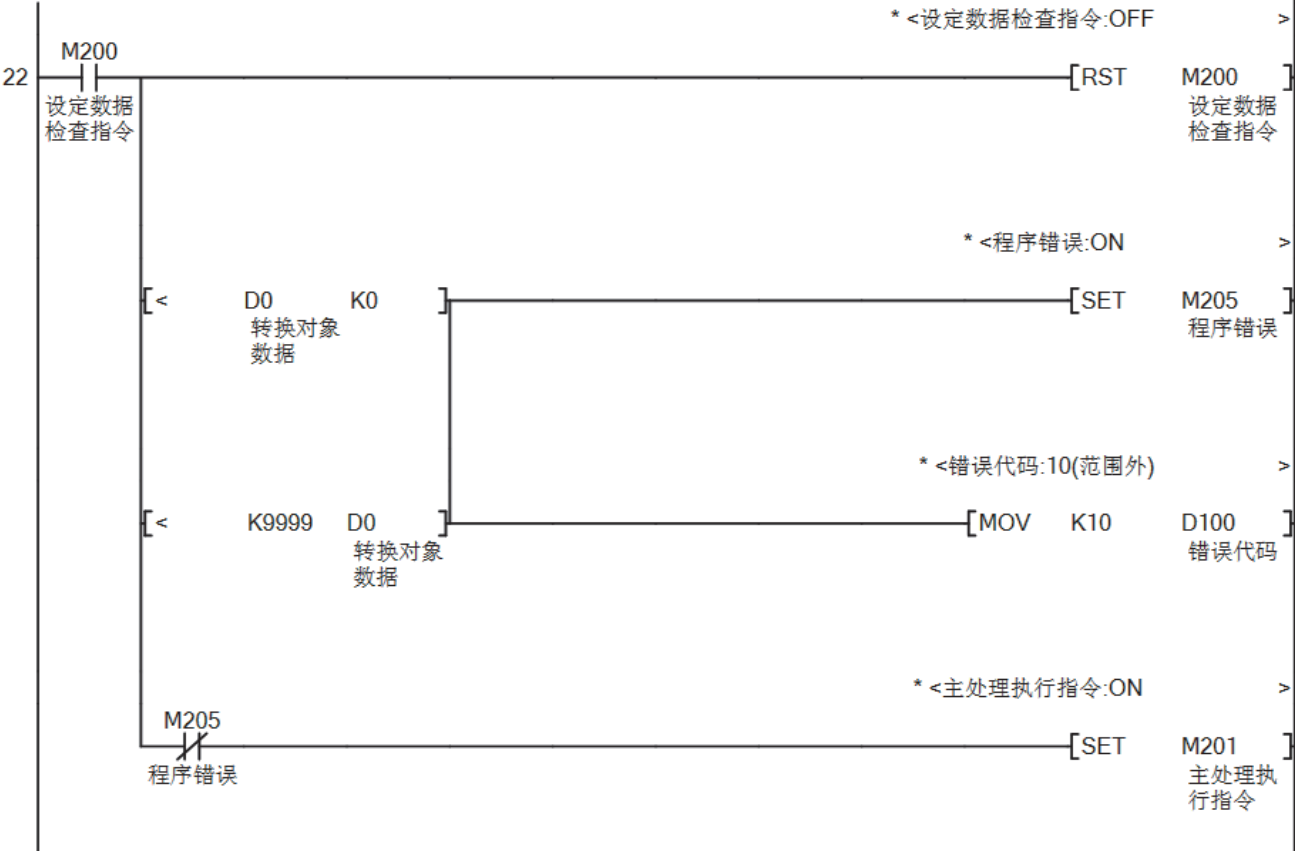 * <设定数据检查指令:OFF >
M200
22 [RST M200 ]
设定数据 设定数据
检查指令 检查指令
* <程序错误:ON >
[< D0 K0 ] [SET M205 ]
转换对象 程序错误
数据
* <错误代码:10(范围外) >
[< K9999 D0 ] [MOV K10 D100 ]
转换对象 错误代码
数据
* <主处理执行指令:ON >
M205
[SET M201 ]
程序错误 主处理执
行指令